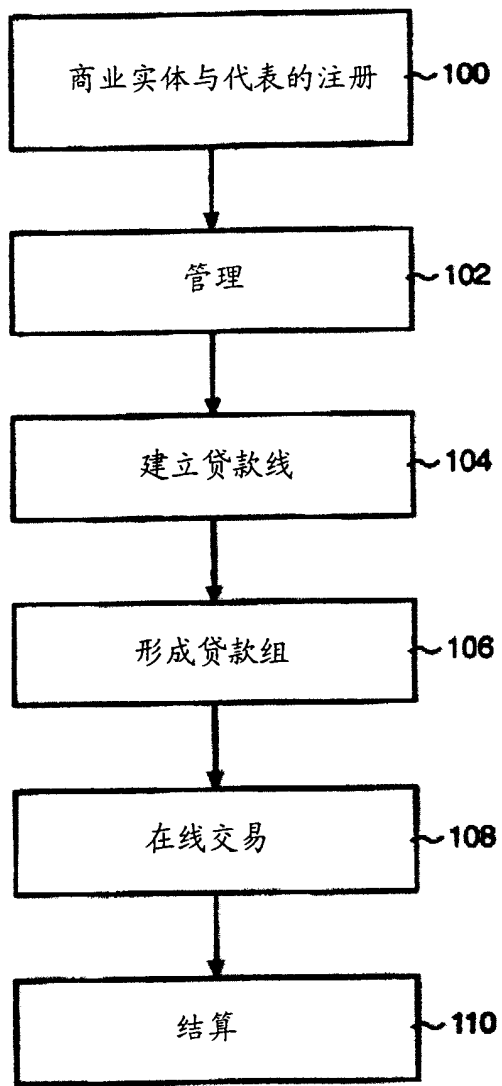 商业实体与代表的注册 100
管理 102
建立贷款线 104
形成贷款组 106
在线交易 108
结算 110